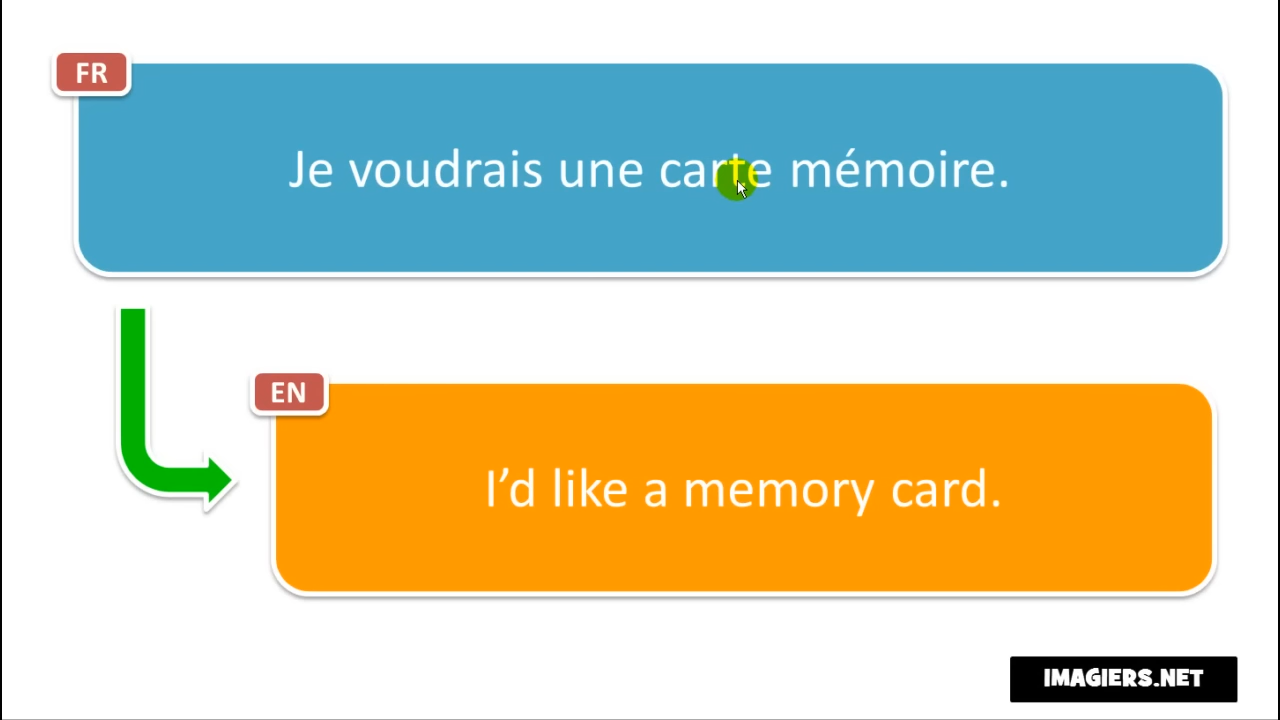 FR
Je voudrais une carte mémoire.
EN
I’d like a memory card.
IMAGIERS.NET